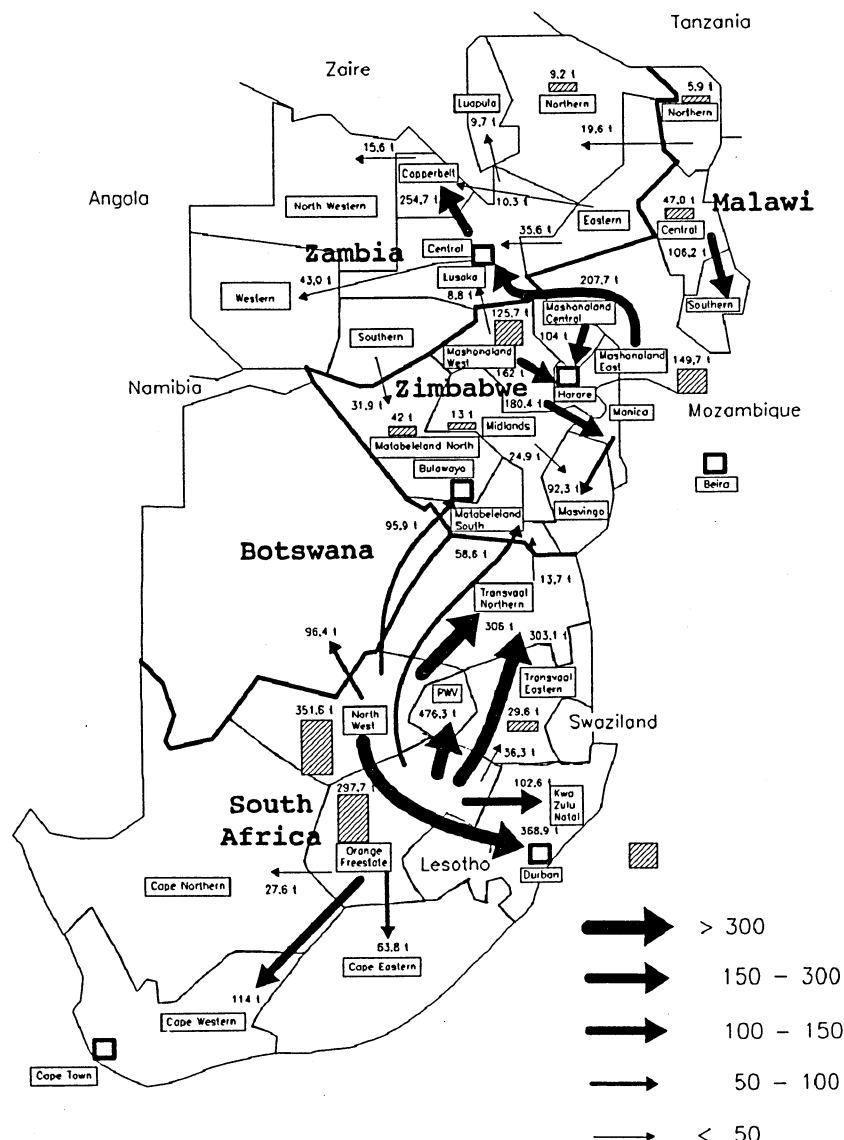 Tanzania
Zaire
9,2 t
Northern
5,9 t
Northern
Luapula
9,7 t
19,6 t
15,6 t
Copperbelt
254,7 t
10,3 t
Angola
North Western
Eastern
47,0 t
Central
106,2 t
Malawi
Zambia
Central
35,6 t
Lusaka
8,8 t
43,0 t
Western
207,7 t
Southern
125,7 t
Mashonaland
Central
104 t
Southern
Mashonaland
West
162 t
Mashonaland
East
149,7 t
Namibia
Zimbabwe
Harare
31,9 t
42 t
13 t
180,4 t
Manica
Mozambique
Midlands
Matabeleland North
Bulawayo
24,9 t
92,3 t
Beira
Matabeleland
South
Masvingo
95,9 t
Botswana
58,6 t
13,7 t
Transvaal
Northern
306 t
303,1 t
96,4 t
Transvaal
Eastern
PWV
476,3 t
351,6 t
North
West
29,6 t
Swaziland
36,3 t
297,7 t
102,6 t
Kwa
Zulu
Natal
South
Africa
368,9 t
Orange
Freestate
Lesotho
Durban
Cape Northern
27,6 t
63,8 t
Cape Eastern
114 t
Cape Western
Cape Town
> 300
150 - 300
100 - 150
50 - 100
< 50